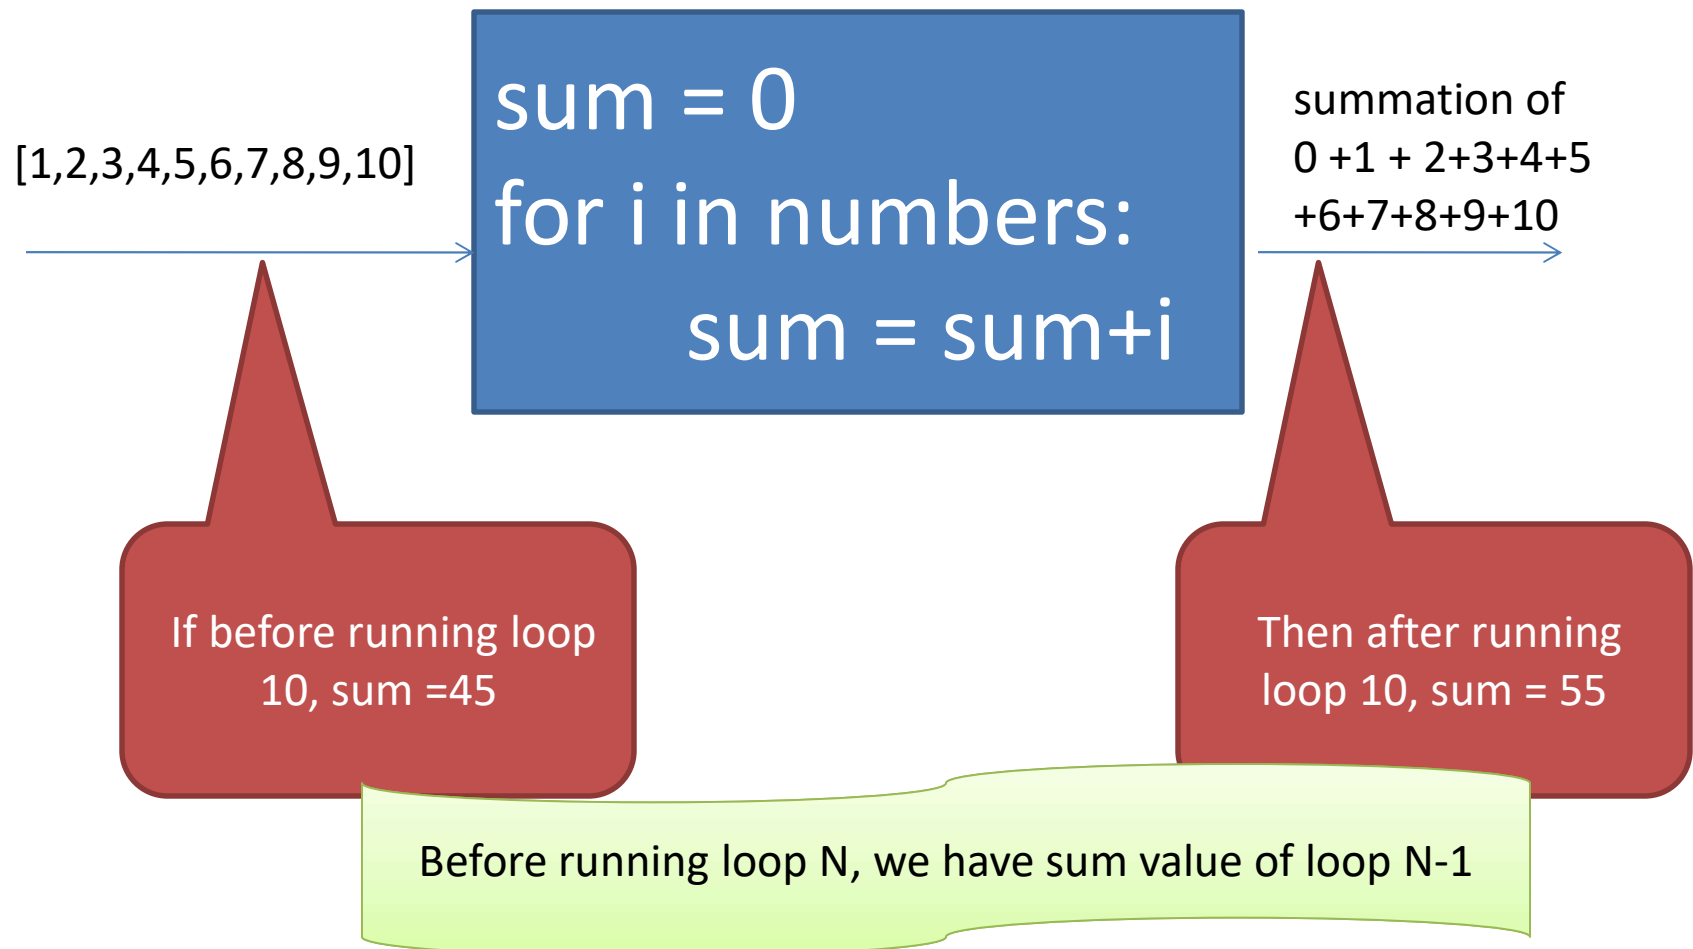 [1,2,3,4,5,6,7,8,9,10]
sum = 0
for i in numbers:
sum = sum+i
summation of
0 +1 + 2+3+4+5
+6+7+8+9+10
If before running loop
10, sum =45
Then after running
loop 10, sum = 55
Before running loop N, we have sum value of loop N-1